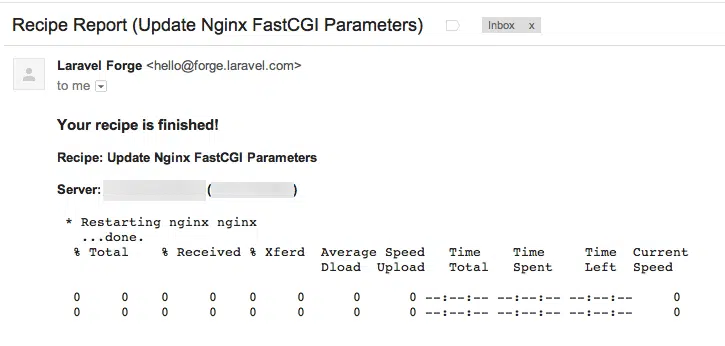 Recipe Report (Update Nginx FastCGI Parameters) Inbox x
Laravel Forge <hello@forge.laravel.com>
to me
Your recipe is finished!
Recipe: Update Nginx FastCGI Parameters
Server: ( )
* Restarting nginx nginx
...done.
% Total % Received % Xferd Average Speed Time Time Time Current
Dload Upload Total Spent Left Speed
0 0 0 0 0 0 0 0 --:--:-- --:--:-- --:--:-- 0
0 0 0 0 0 0 0 0 --:--:-- --:--:-- --:--:-- 0